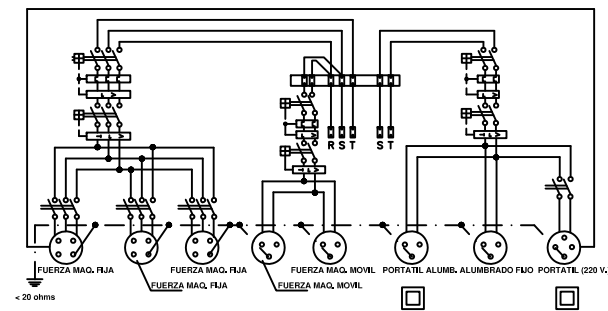 R S T S T
FUERZA MAQ. FIJA FUERZA MAQ. FIJA FUERZA MAQ. MOVIL PORTATIL ALUMB. ALUMBRADO FIJO PORTATIL (220 V.
FUERZA MAQ. FIJA FUERZA MAQ. MOVIL
< 20 ohms